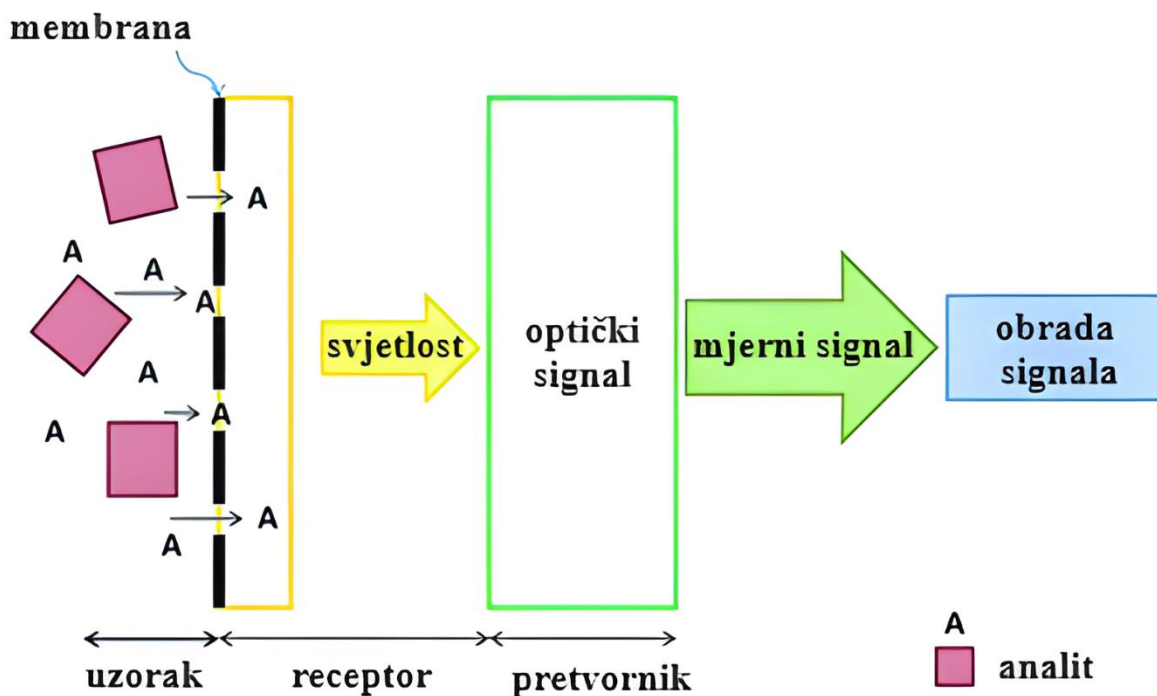 membrana
A
A
A
A
A
A
A
A
A
svjetlost
optički
signal
mjerni signal
obrada
signala
uzorak
receptor
pretvornik
A
analit